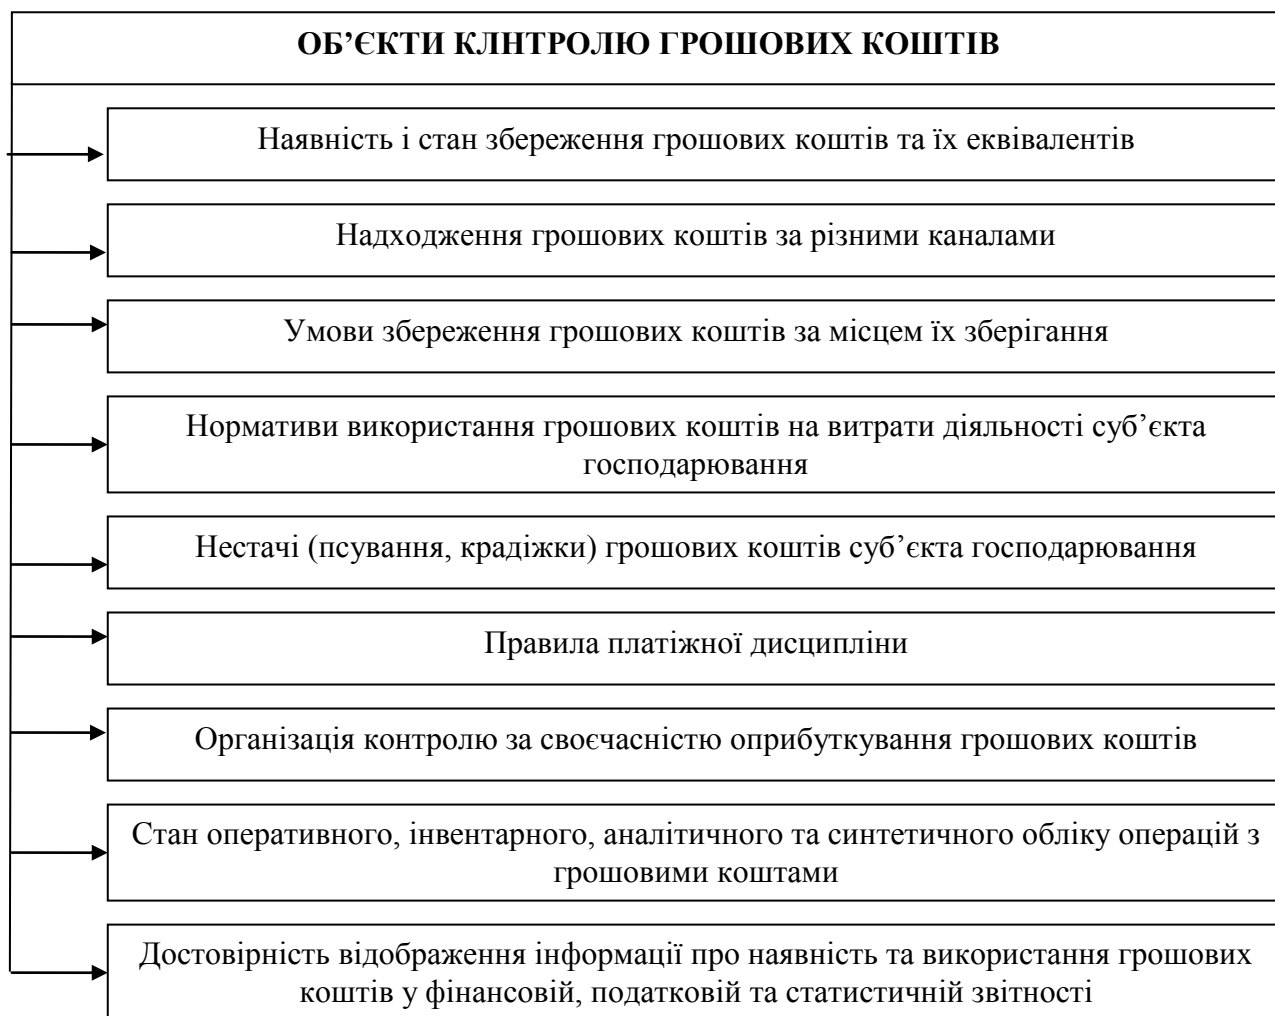 ОБ’ЄКТИ КЛНТРОЛЮ ГРОШОВИХ КОШТІВ
Наявність і стан збереження грошових коштів та їх еквівалентів
Надходження грошових коштів за різними каналами
Умови збереження грошових коштів за місцем їх зберігання
Нормативи використання грошових коштів на витрати діяльності суб’єкта
господарювання
Нестачі (псування, крадіжки) грошових коштів суб’єкта господарювання
Правила платіжної дисципліни
Організація контролю за своєчасністю оприбуткування грошових коштів
Стан оперативного, інвентарного, аналітичного та синтетичного обліку операцій з
грошовими коштами
Достовірність відображення інформації про наявність та використання грошових
коштів у фінансовій, податковій та статистичній звітності